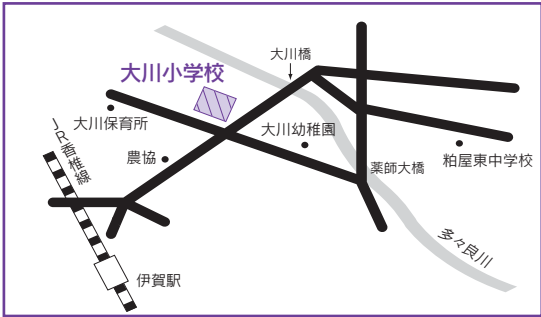 大川橋
大川小学校
大川保育所
大川幼稚園
JR香椎線
農協
薬師大橋
粕屋東中学校
多々良川
伊賀駅